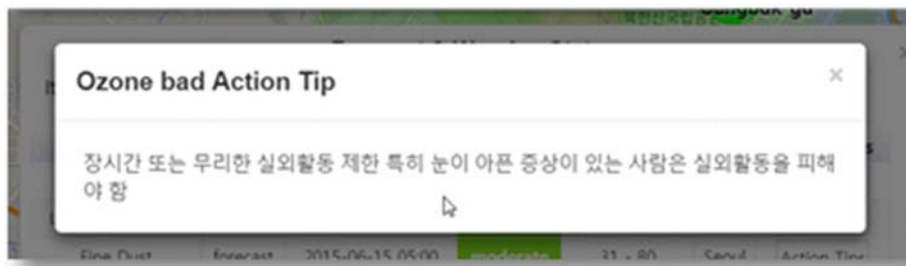 Ozone bad Action Tip
×
장시간 또는 무리한 실외활동 제한 특히 눈이 아픈 증상이 있는 사람은 실외활동을 피해
야 함
Fine Dust forecast 2015-06-15 05:00 moderate 31 - 80 Seoul Action Tips